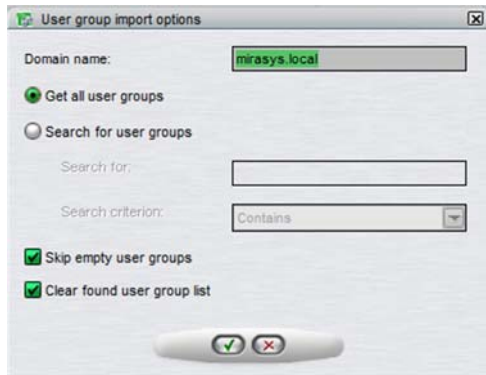 User group import options
Domain name: mirasys.local
Get all user groups
Search for user groups
Search for:
Search criterion: Contains
Skip empty user groups
Clear found user group list